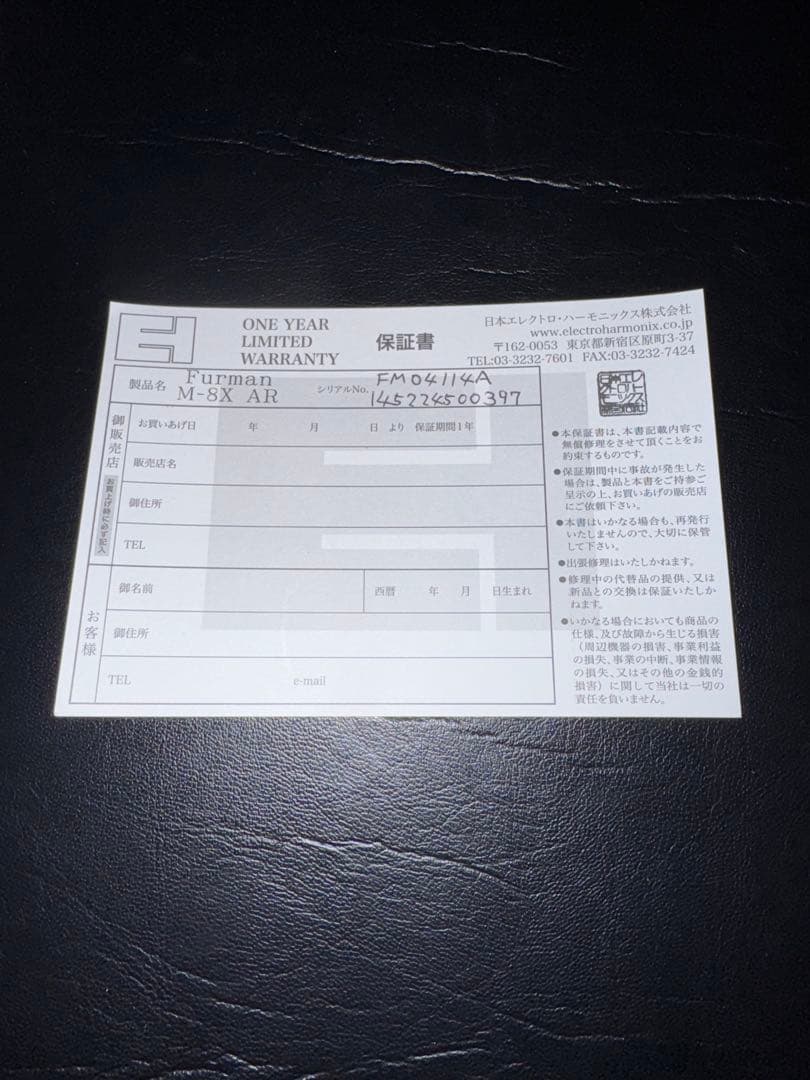 ONE YEAR
LIMITED
WARRANTY
保証書
日本エレクトロ・ハーモニックス株式会社
www.electroharmonix.co.jp
〒162-0053 東京都新宿区原町3-37
TEL:03-3232-7601 FAX:03-3232-7424
製品名
Furman
M-8X AR
シリアルNo.
FM04114A
145224500397
御販売店
お買上げ時に必ず記入
お買いあげ日 年 月 日 より 保証期間1年
販売店名
御住所
TEL
お客様
御名前 西暦 年 月 日生まれ
御住所
TEL e-mail
●本保証書は、本書記載内容で
無償修理をさせて頂くことをお
約束するものです。
●保証期間中に事故が発生した
場合は、製品と本書をご持参ご
呈示の上、お買いあげの販売店
にご依頼下さい。
●本書はいかなる場合も、再発行
いたしませんので、大切に保管
して下さい。
●出張修理はいたしかねます。
●修理中の代替品の提供、又は
新品との交換は保証いたしか
ねます。
●いかなる場合においても商品の
仕様、及び故障から生じる損害
（周辺機器の損害、事業利益
の損失、事業の中断、事業情報
の損失、又はその他の金銭的
損害）に関して当社は一切の
責任を負いません。